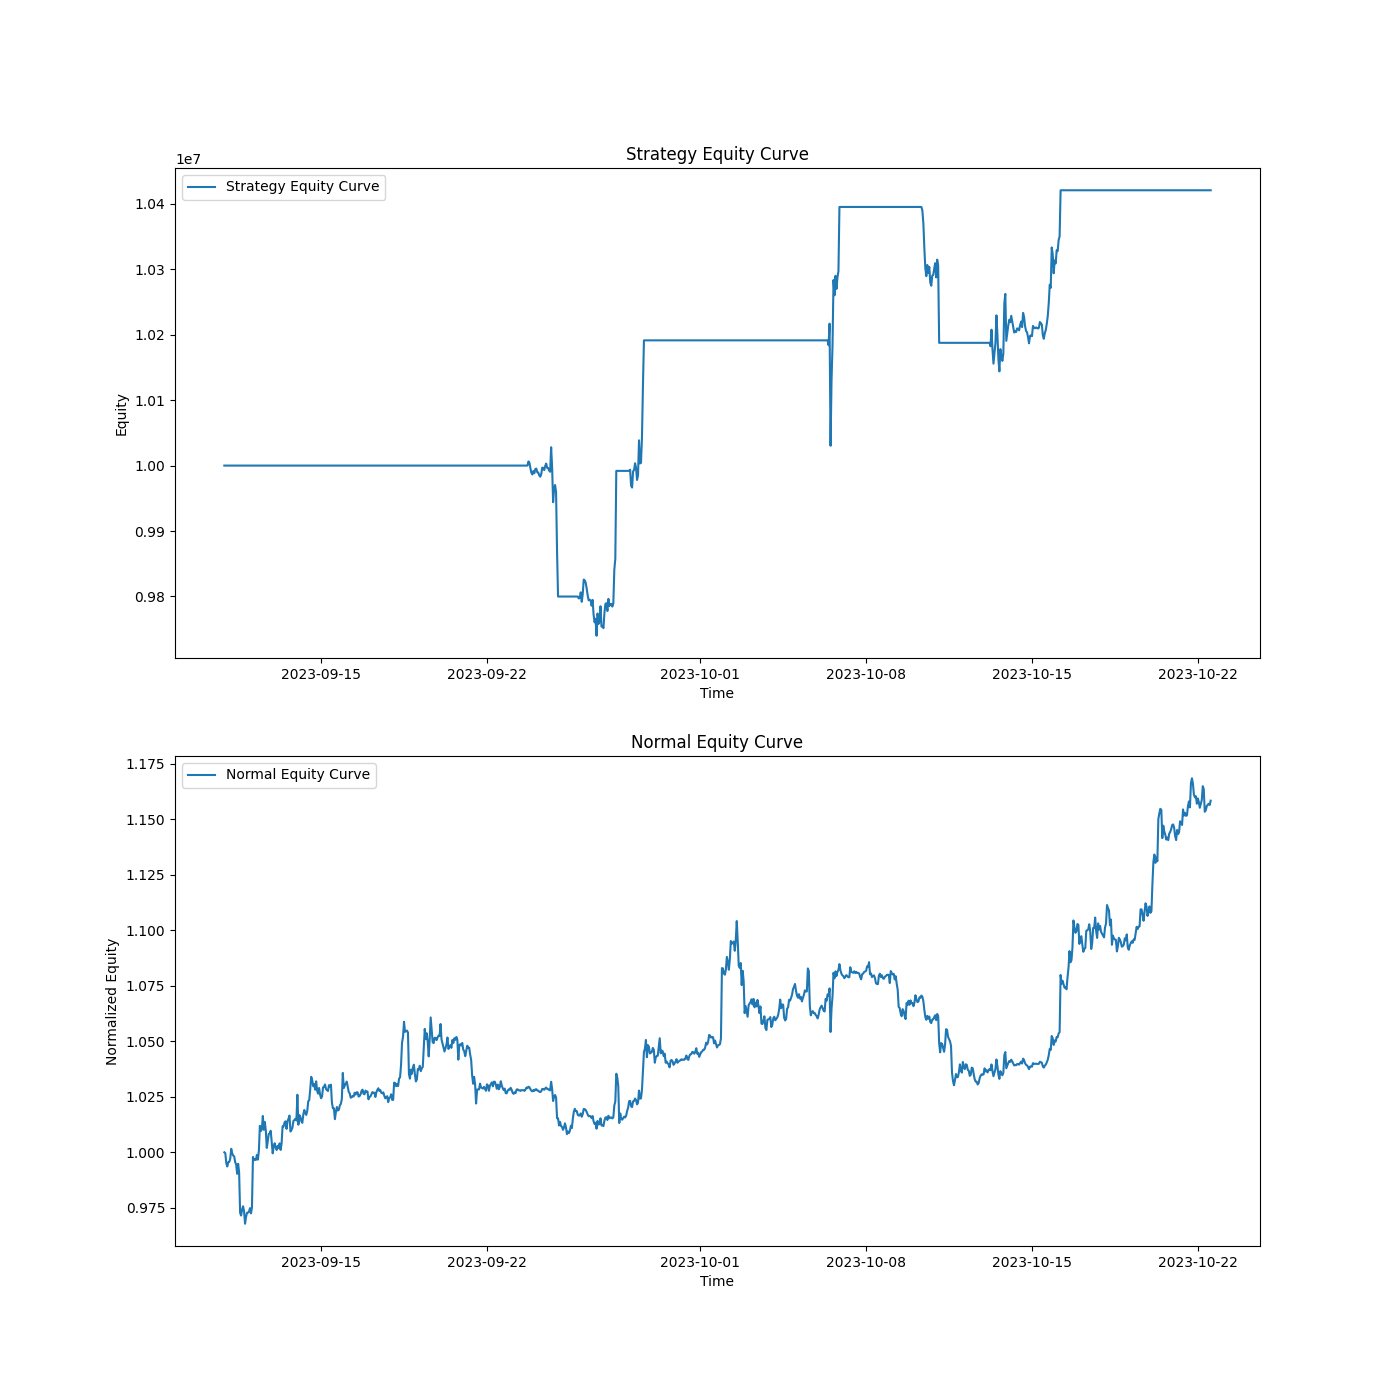 Strategy Equity Curve
1e7
Strategy Equity Curve
1.04
1.03
1.02
1.01
1.00
0.99
0.98
Equity
2023-09-15 2023-09-22 2023-10-01 2023-10-08 2023-10-15 2023-10-22
Time
Normal Equity Curve
Normal Equity Curve
1.175
1.150
1.125
1.100
1.075
1.050
1.025
1.000
0.975
Normalized Equity
2023-09-15 2023-09-22 2023-10-01 2023-10-08 2023-10-15 2023-10-22
Time